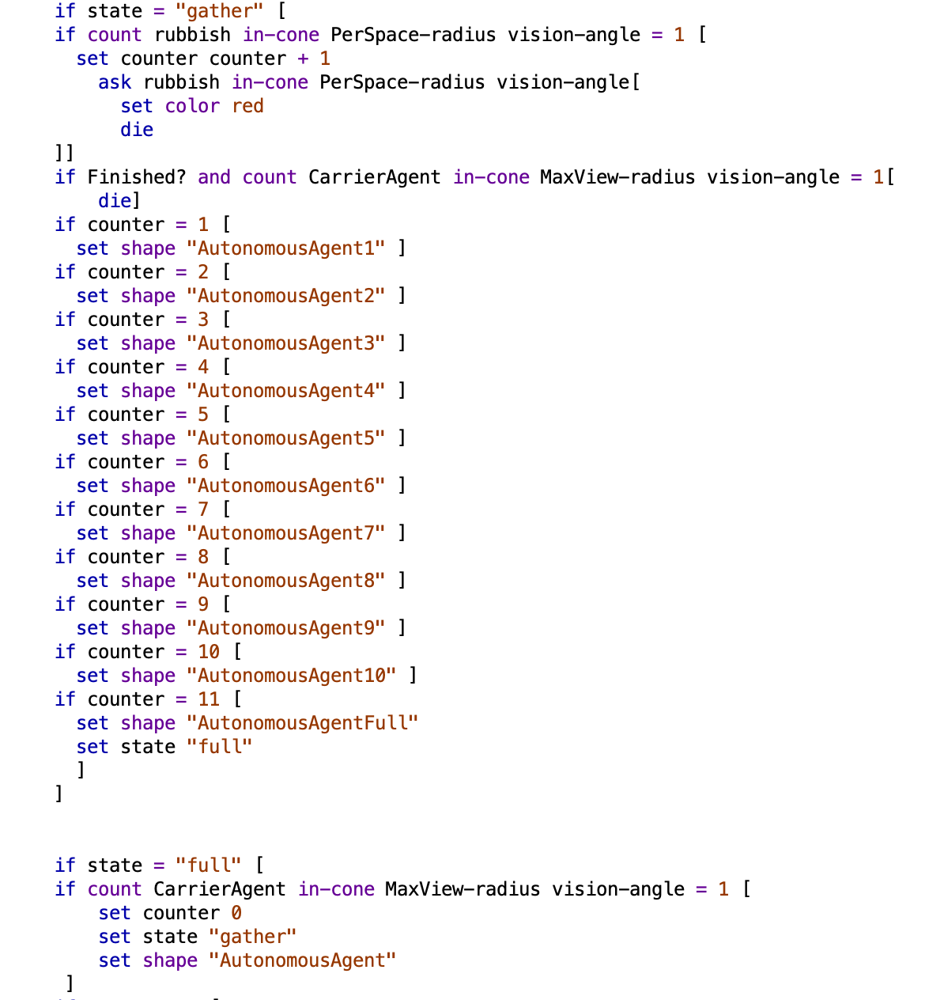 if state = "gather" [
if count rubbish in-cone PerSpace-radius vision-angle = 1 [
  set counter counter + 1
    ask rubbish in-cone PerSpace-radius vision-angle[
      set color red
      die
]]
if Finished? and count CarrierAgent in-cone MaxView-radius vision-angle = 1[
    die]
if counter = 1 [
  set shape "AutonomousAgent1" ]
if counter = 2 [
  set shape "AutonomousAgent2" ]
if counter = 3 [
  set shape "AutonomousAgent3" ]
if counter = 4 [
  set shape "AutonomousAgent4" ]
if counter = 5 [
  set shape "AutonomousAgent5" ]
if counter = 6 [
  set shape "AutonomousAgent6" ]
if counter = 7 [
  set shape "AutonomousAgent7" ]
if counter = 8 [
  set shape "AutonomousAgent8" ]
if counter = 9 [
  set shape "AutonomousAgent9" ]
if counter = 10 [
  set shape "AutonomousAgent10" ]
if counter = 11 [
  set shape "AutonomousAgentFull"
  set state "full"
  ]
]
if state = "full" [
if count CarrierAgent in-cone MaxView-radius vision-angle = 1 [
    set counter 0
    set state "gather"
    set shape "AutonomousAgent"
 ]